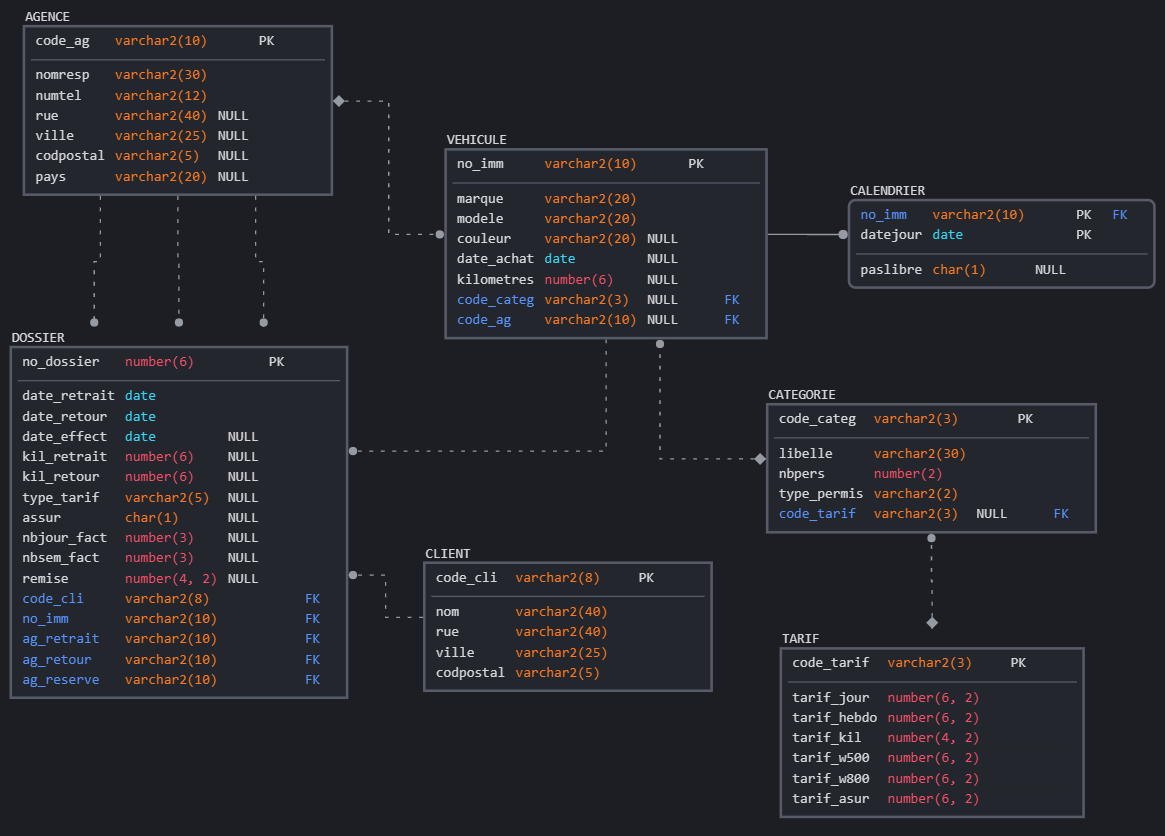 AGENCE
code_ag varchar2(10) PK
nomresp varchar2(30)
numtel varchar2(12)
rue varchar2(40) NULL
ville varchar2(25) NULL
codpostal varchar2(5) NULL
pays varchar2(20) NULL
VEHICULE
no_imm varchar2(10) PK
marque varchar2(20)
modele varchar2(20)
couleur varchar2(20) NULL
date_achat date NULL
kilometres number(6) NULL
code_categ varchar2(3) NULL FK
code_ag varchar2(10) NULL FK
CALENDRIER
no_imm varchar2(10) PK FK
datejour date PK
paslibre char(1) NULL
DOSSIER
no_dossier number(6) PK
date_retrait date
date_retour date
date_effect date NULL
kil_retrait number(6) NULL
kil_retour number(6) NULL
type_tarif varchar2(5) NULL
assur char(1) NULL
nbjour_fact number(3) NULL
nbsem_fact number(3) NULL
remise number(4, 2) NULL
code_cli varchar2(8) FK
no_imm varchar2(10) FK
ag_retrait varchar2(10) FK
ag_retour varchar2(10) FK
ag_reserve varchar2(10) FK
CATEGORIE
code_categ varchar2(3) PK
libelle varchar2(30)
nbpers number(2)
type_permis varchar2(2)
code_tarif varchar2(3) NULL FK
CLIENT
code_cli varchar2(8) PK
nom varchar2(40)
rue varchar2(40)
ville varchar2(25)
codpostal varchar2(5)
TARIF
code_tarif varchar2(3) PK
tarif_jour number(6, 2)
tarif_hebdo number(6, 2)
tarif_kil number(4, 2)
tarif_w500 number(6, 2)
tarif_w800 number(6, 2)
tarif_asur number(6, 2)